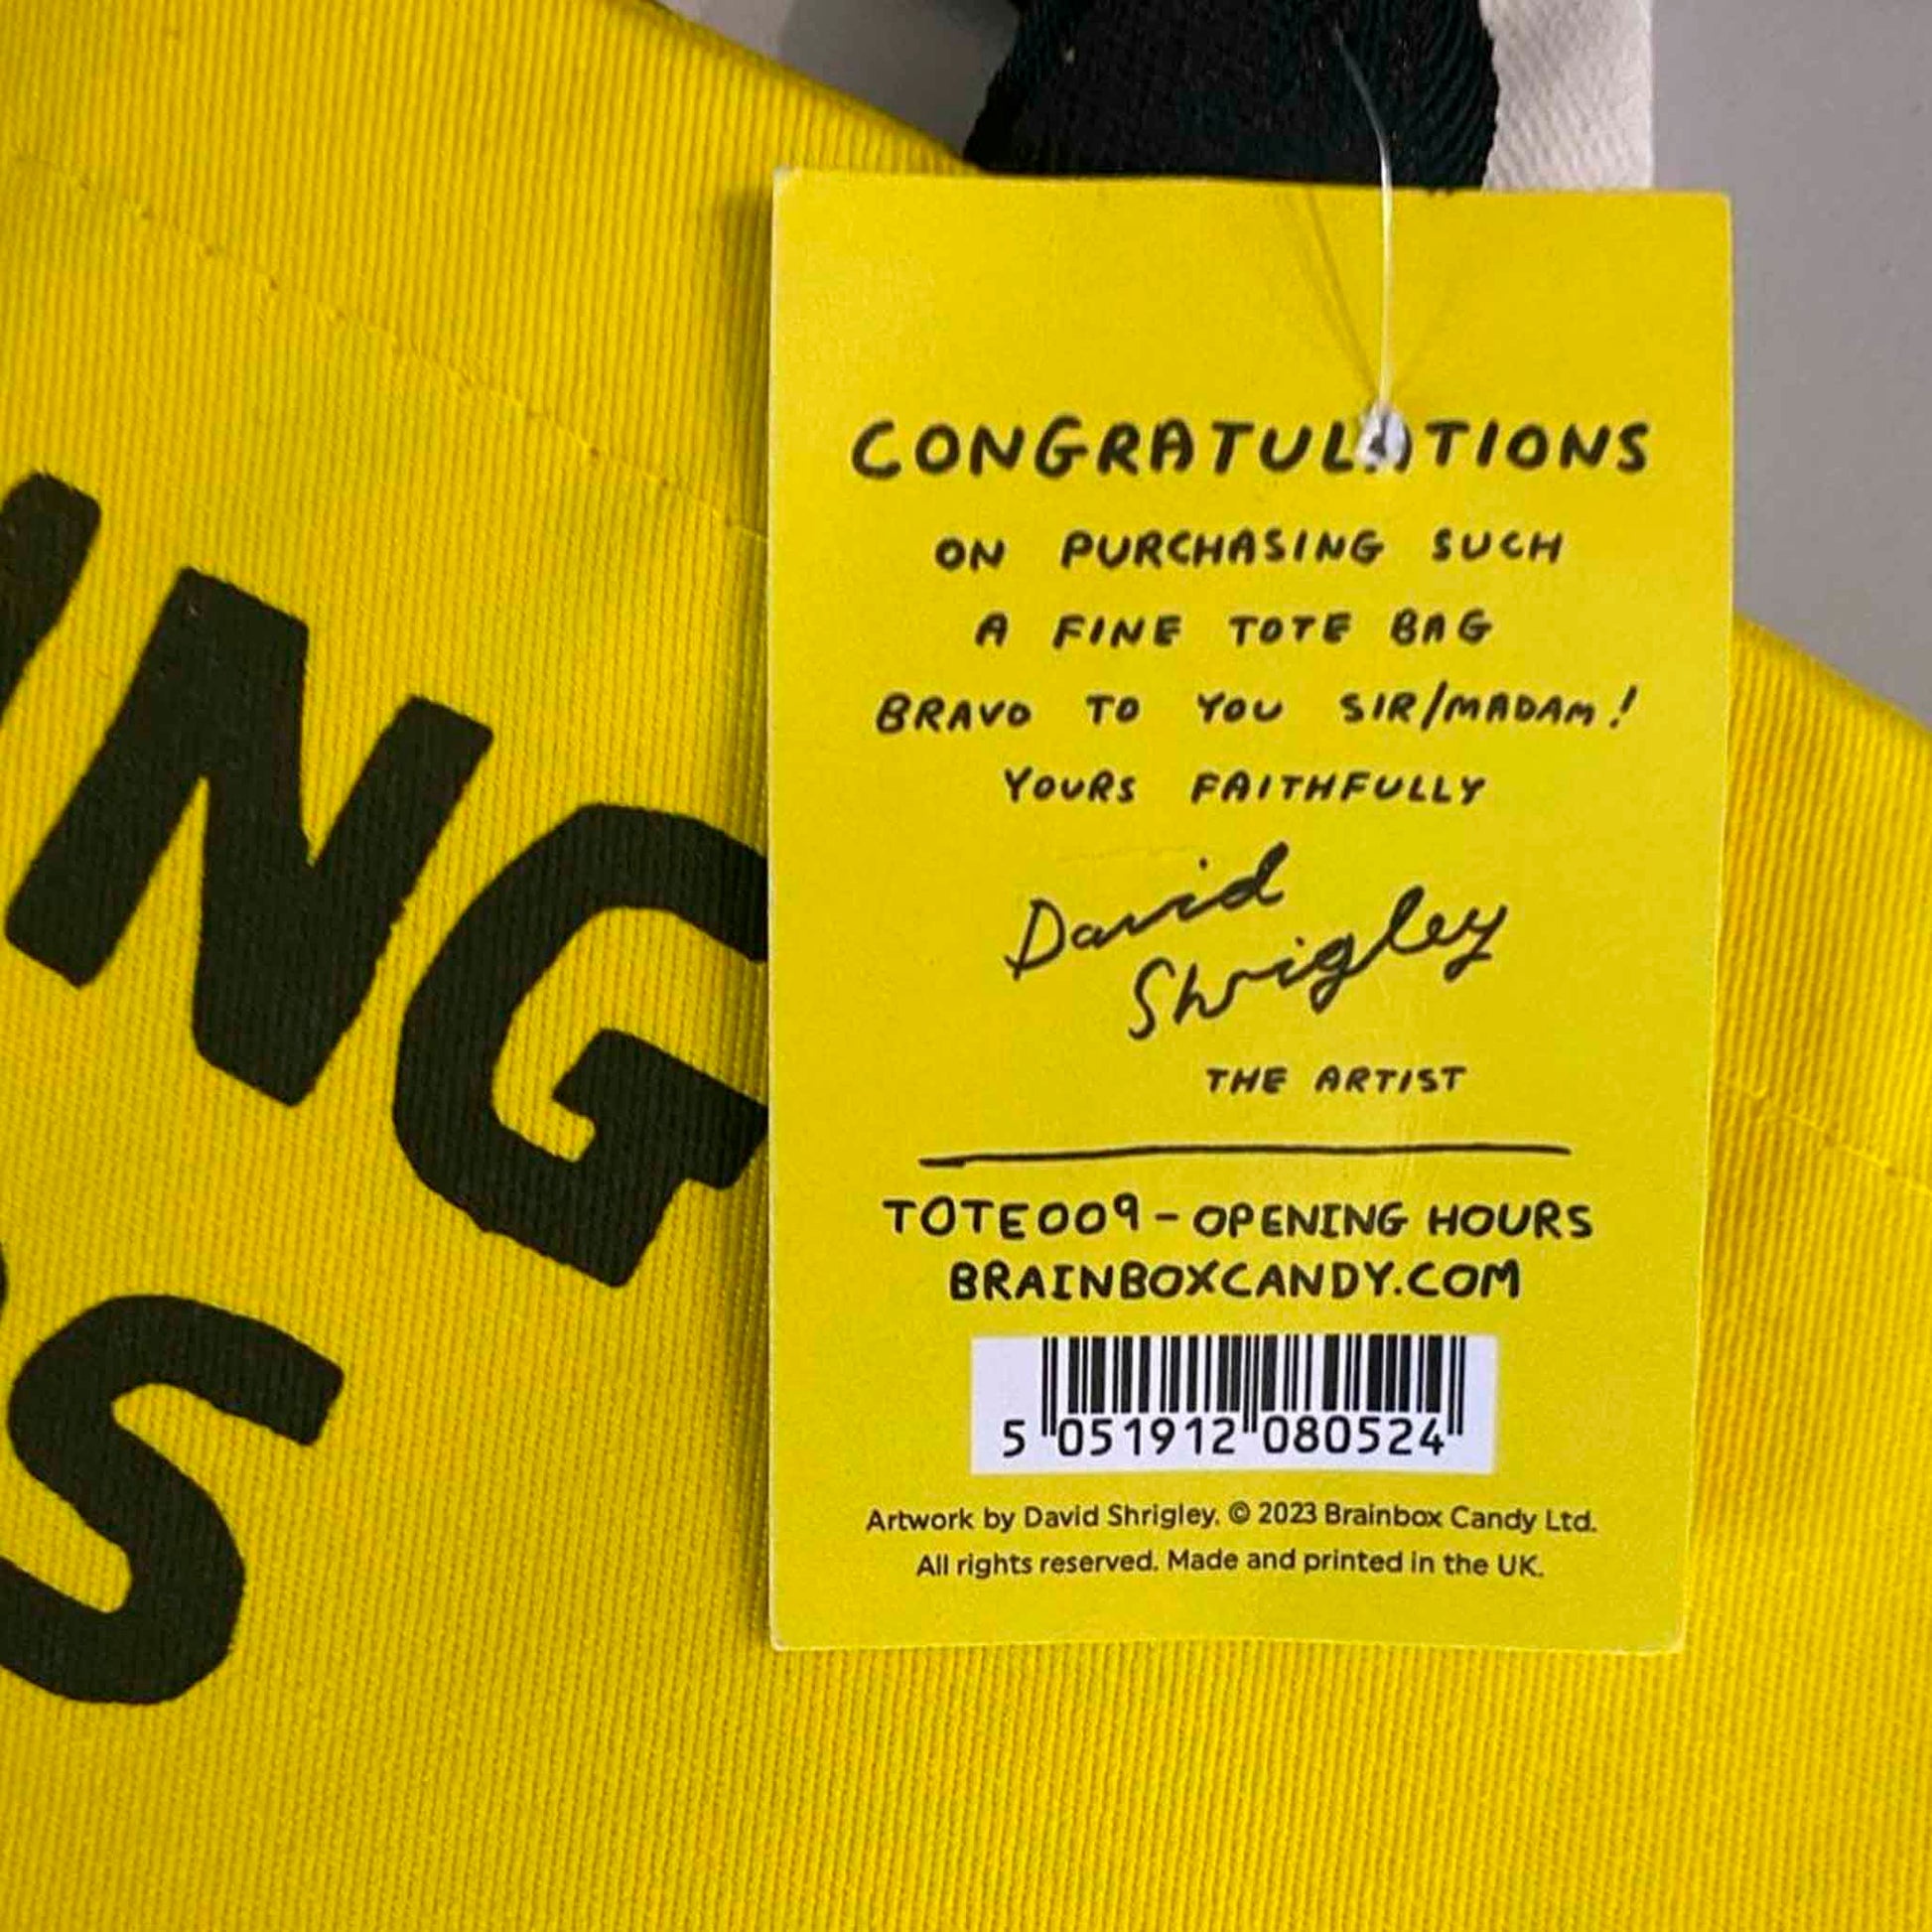 ING
S
CONGRATULATIONS
ON PURCHASING SUCH
A FINE TOTE BAG
BRAVO TO YOU SIR/MADAM!
YOURS FAITHFULLY
David
Shrigley
THE ARTIST
TOTE009 - OPENING HOURS
BRAINBOXCANDY.COM
5 051912 080524
Artwork by David Shrigley. © 2023 Brainbox Candy Ltd.
All rights reserved. Made and printed in the UK.